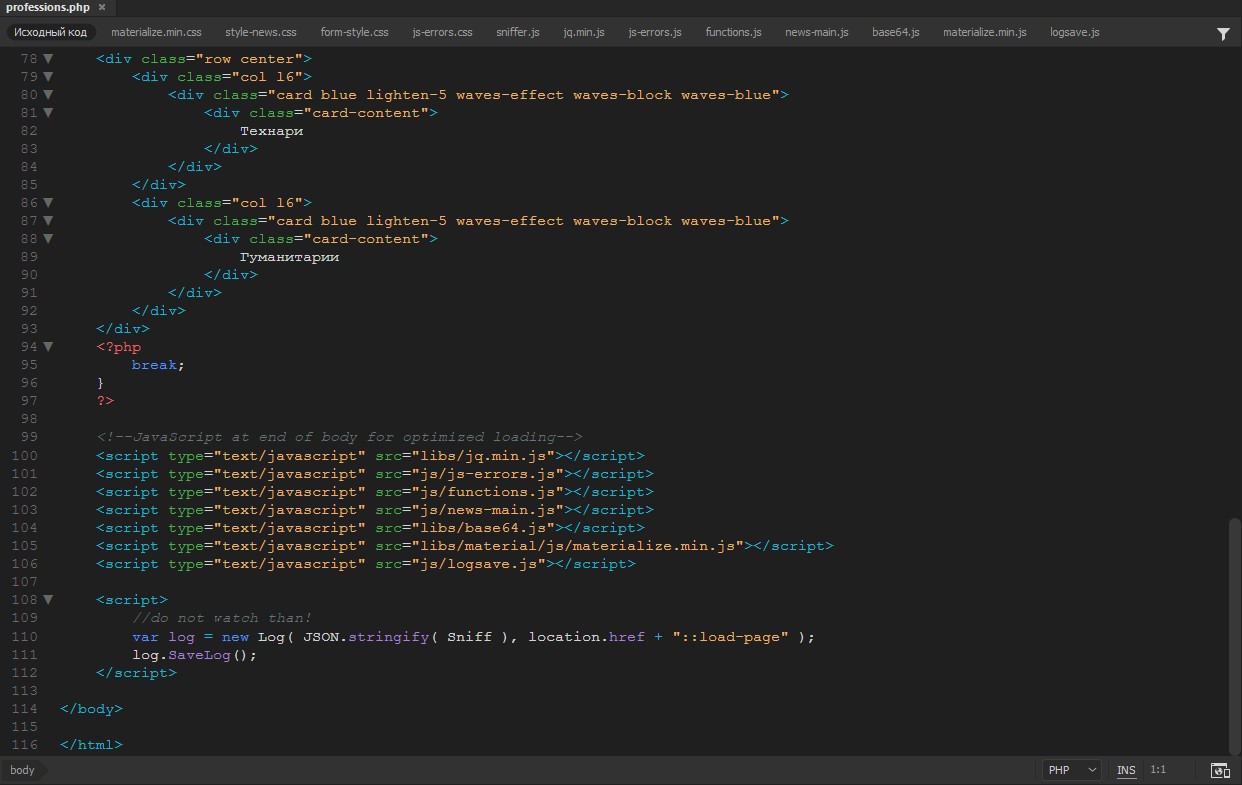 professions.php ×
Исходный код materialize.min.css style-news.css form-style.css js-errors.css sniffer.js jq.min.js js-errors.js functions.js news-main.js base64.js materialize.min.js logsave.js
78 <div class="row center">
79 <div class="col l6">
80 <div class="card blue lighten-5 waves-effect waves-block waves-blue">
81 <div class="card-content">
82 Технари
83 </div>
84 </div>
85 </div>
86 <div class="col l6">
87 <div class="card blue lighten-5 waves-effect waves-block waves-blue">
88 <div class="card-content">
89 Гуманитарии
90 </div>
91 </div>
92 </div>
93 </div>
94 <?php
95 break;
96 }
97 ?>
98
99 <!--JavaScript at end of body for optimized loading-->
100 <script type="text/javascript" src="libs/jq.min.js"></script>
101 <script type="text/javascript" src="js/js-errors.js"></script>
102 <script type="text/javascript" src="js/functions.js"></script>
103 <script type="text/javascript" src="js/news-main.js"></script>
104 <script type="text/javascript" src="libs/base64.js"></script>
105 <script type="text/javascript" src="libs/material/js/materialize.min.js"></script>
106 <script type="text/javascript" src="js/logsave.js"></script>
107
108 <script>
109 //do not watch than!
110 var log = new Log( JSON.stringify( Sniff ), location.href + "::load-page" );
111 log.SaveLog();
112 </script>
113
114 </body>
115
116 </html>
body PHP INS 1:1